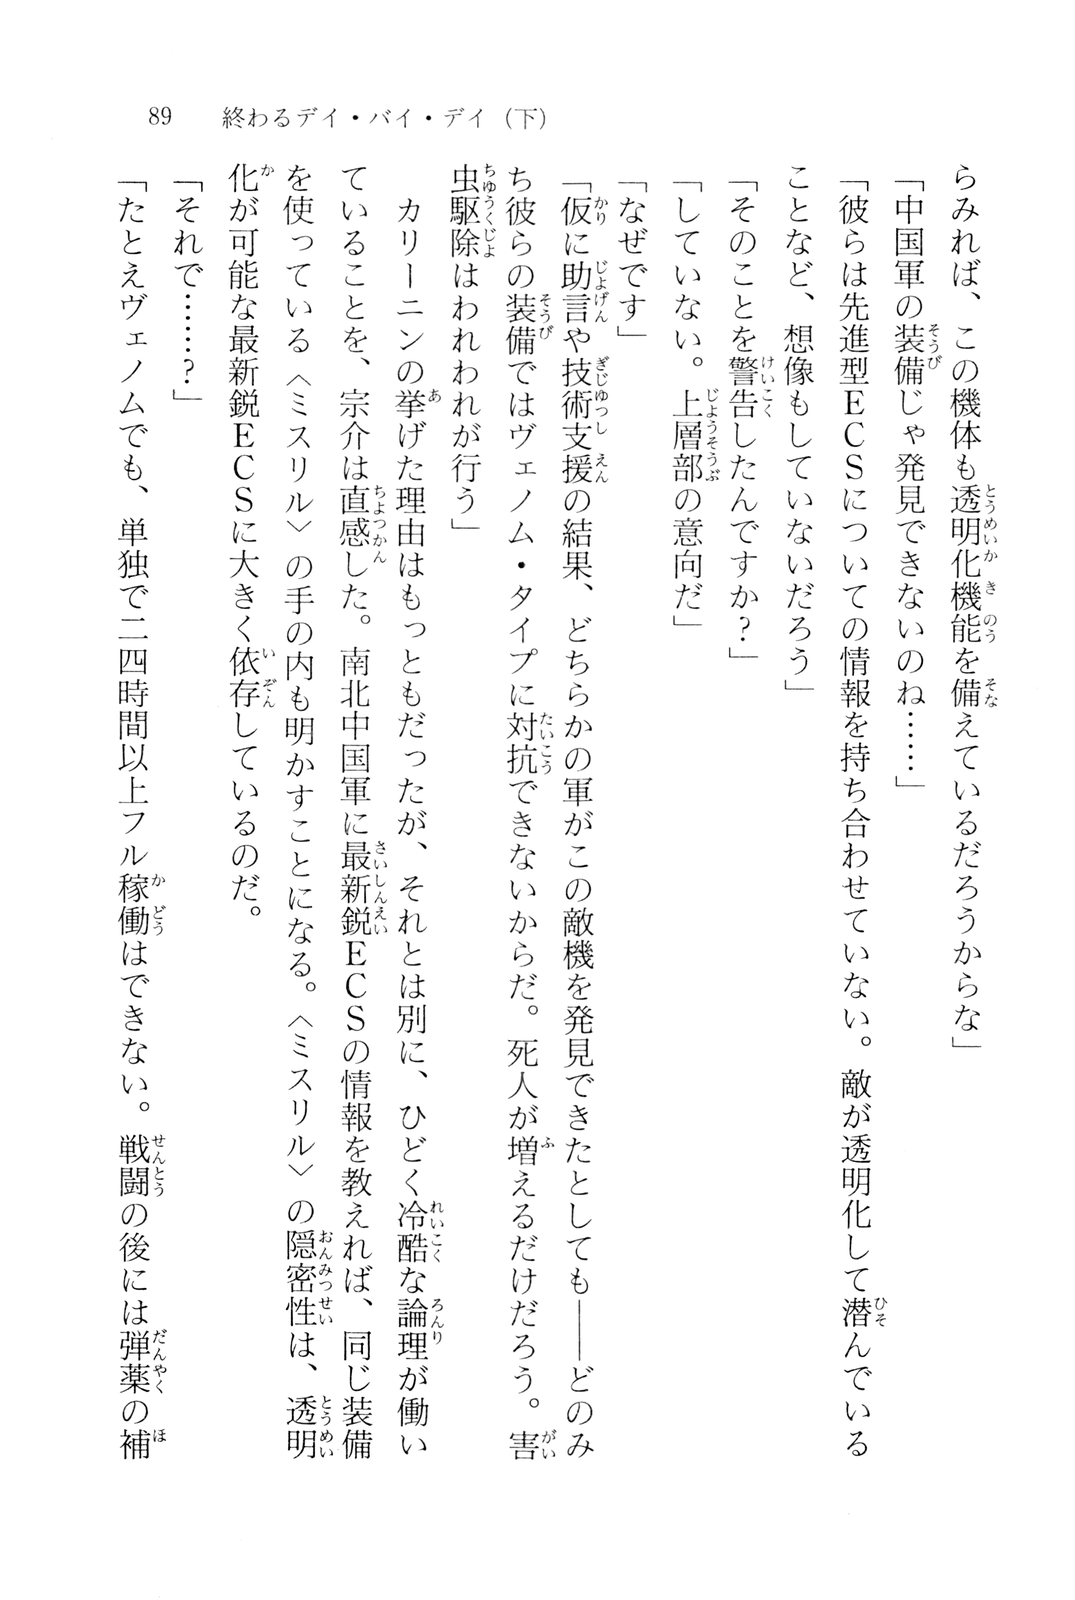 89　終わるデイ・バイ・デイ（下）
らみれば、この機体も透明化機能を備えているだろうからな」
「中国軍の装備じゃ発見できないのね……」
「彼らは先進型ＥＣＳについての情報を持ち合わせていない。敵が透明化して潜んでいる
ことなど、想像もしていないだろう」
「そのことを警告したんですか？」
「していない。上層部の意向だ」
「なぜです」
「仮に助言や技術支援の結果、どちらかの軍がこの敵機を発見できたとしても――どのみ
ち彼らの装備ではヴェノム・タイプに対抗できないからだ。死人が増えるだけだろう。害
虫駆除はわれわれが行う」
　カリーニンの挙げた理由はもっともだったが、それとは別に、ひどく冷酷な論理が働い
ていることを、宗介は直感した。南北中国軍に最新鋭ＥＣＳの情報を教えれば、同じ装備
を使っている〈ミスリル〉の手の内も明かすことになる。〈ミスリル〉の隠密性は、透明
化が可能な最新鋭ＥＣＳに大きく依存しているのだ。
「それで……？」
「たとえヴェノムでも、単独で二四時間以上フル稼働はできない。戦闘の後には弾薬の補